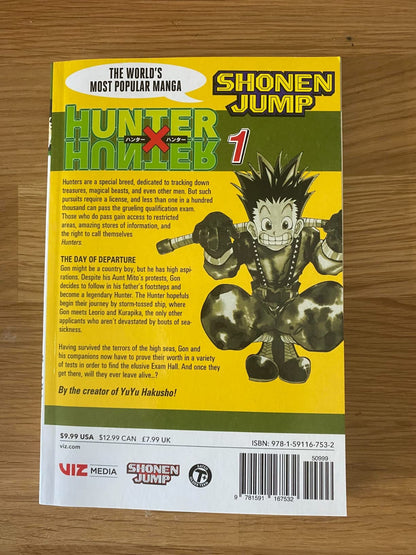 THE WORLD'S
MOST POPULAR MANGA
SHONEN
JUMP
HUNTER
ハンター × ハンター
HUNTER
1
Hunters are a special breed, dedicated to tracking down
treasures, magical beasts, and even other men. But such
pursuits require a license, and less than one in a hundred
thousand can pass the grueling qualification exam.
Those who do pass gain access to restricted
areas, amazing stores of information, and
the right to call themselves
Hunters.
THE DAY OF DEPARTURE
Gon might be a country boy, but he has high aspi-
rations. Despite his Aunt Mito's protests, Gon
decides to follow in his father's footsteps and
become a legendary Hunter. The Hunter hopefuls
begin their journey by storm-tossed ship, where
Gon meets Leorio and Kurapika, the only other
applicants who aren't devastated by bouts of sea-
sickness.
Having survived the terrors of the high seas, Gon and
his companions now have to prove their worth in a
variety of tests in order to find the elusive Exam Hall. And once they
get there, will they ever leave alive..?
By the creator of YuYu Hakusho!
$9.99 USA $12.99 CAN £7.99 UK
viz.com
ISBN: 978-1-59116-753-2
50999
VIZ MEDIA
SHONEN
JUMP
T+
9 781591 167532